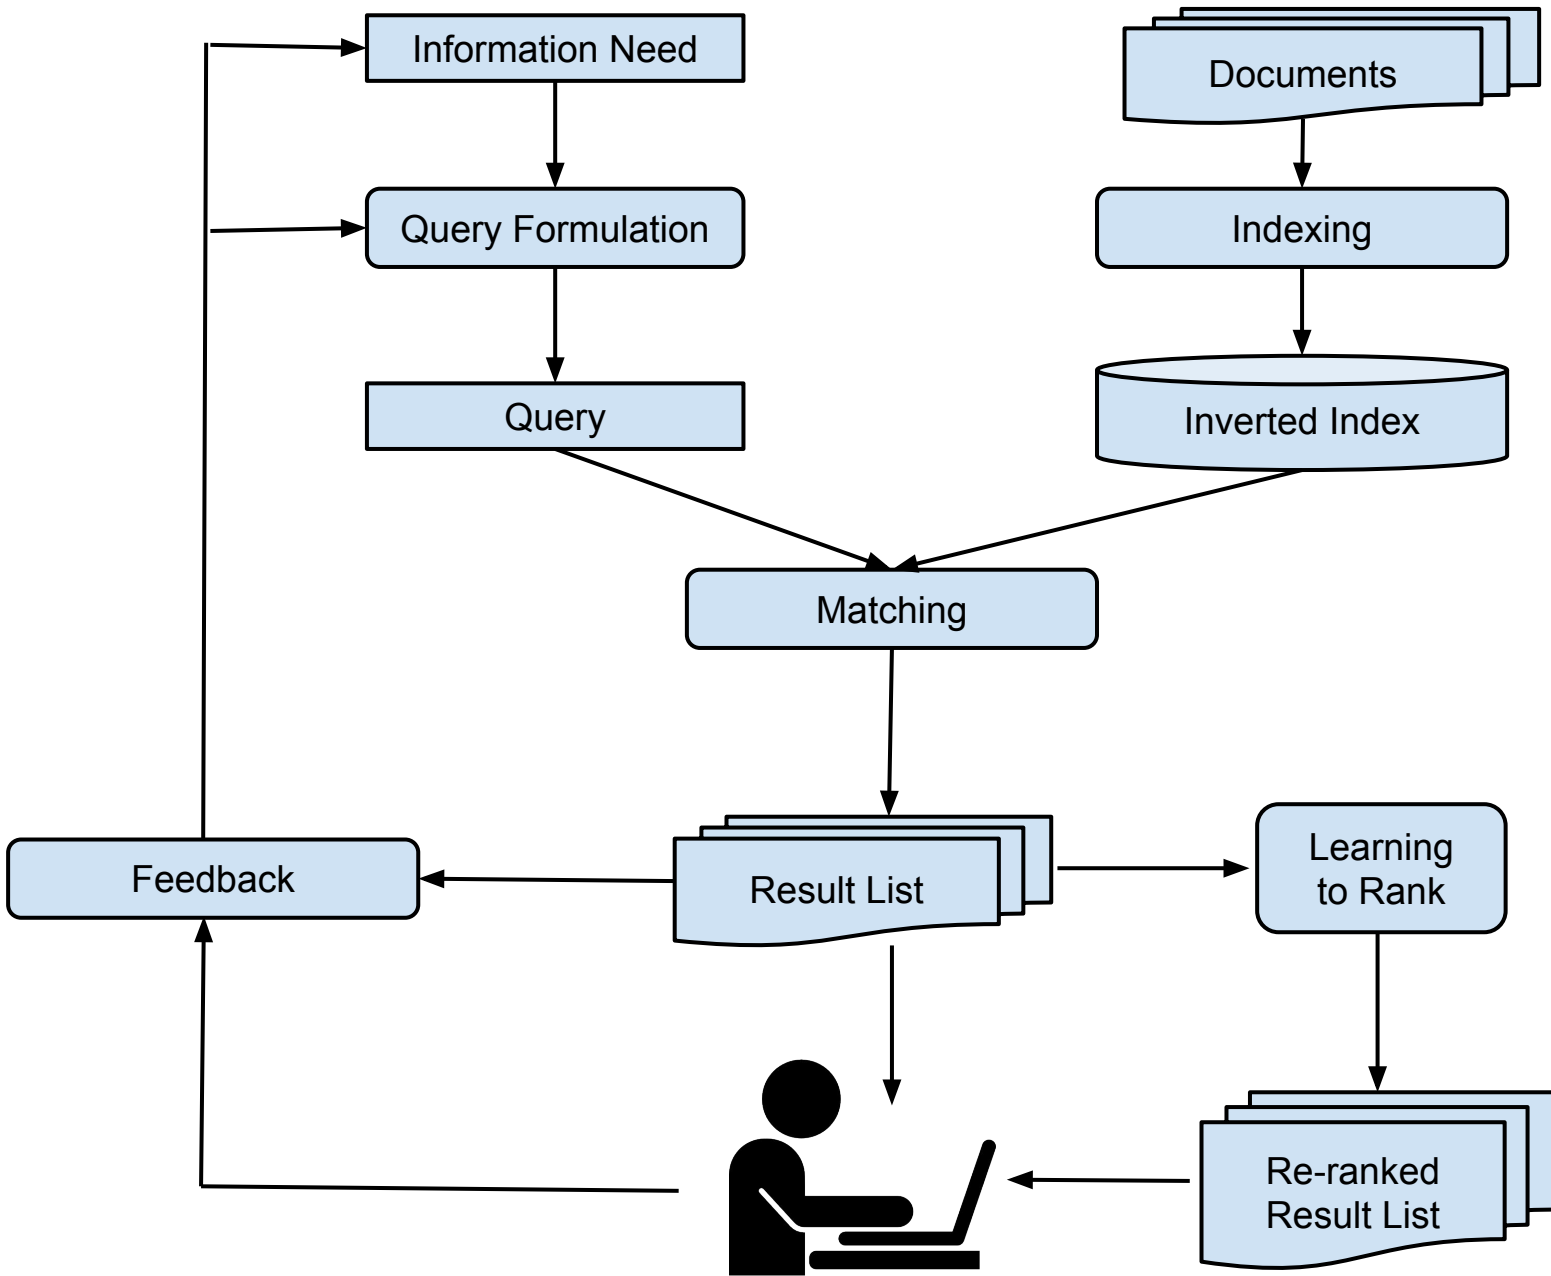 Information Need
Documents
Query Formulation
Indexing
Query
Inverted Index
Matching
Feedback
Result List
Learning
to Rank
Re-ranked
Result List